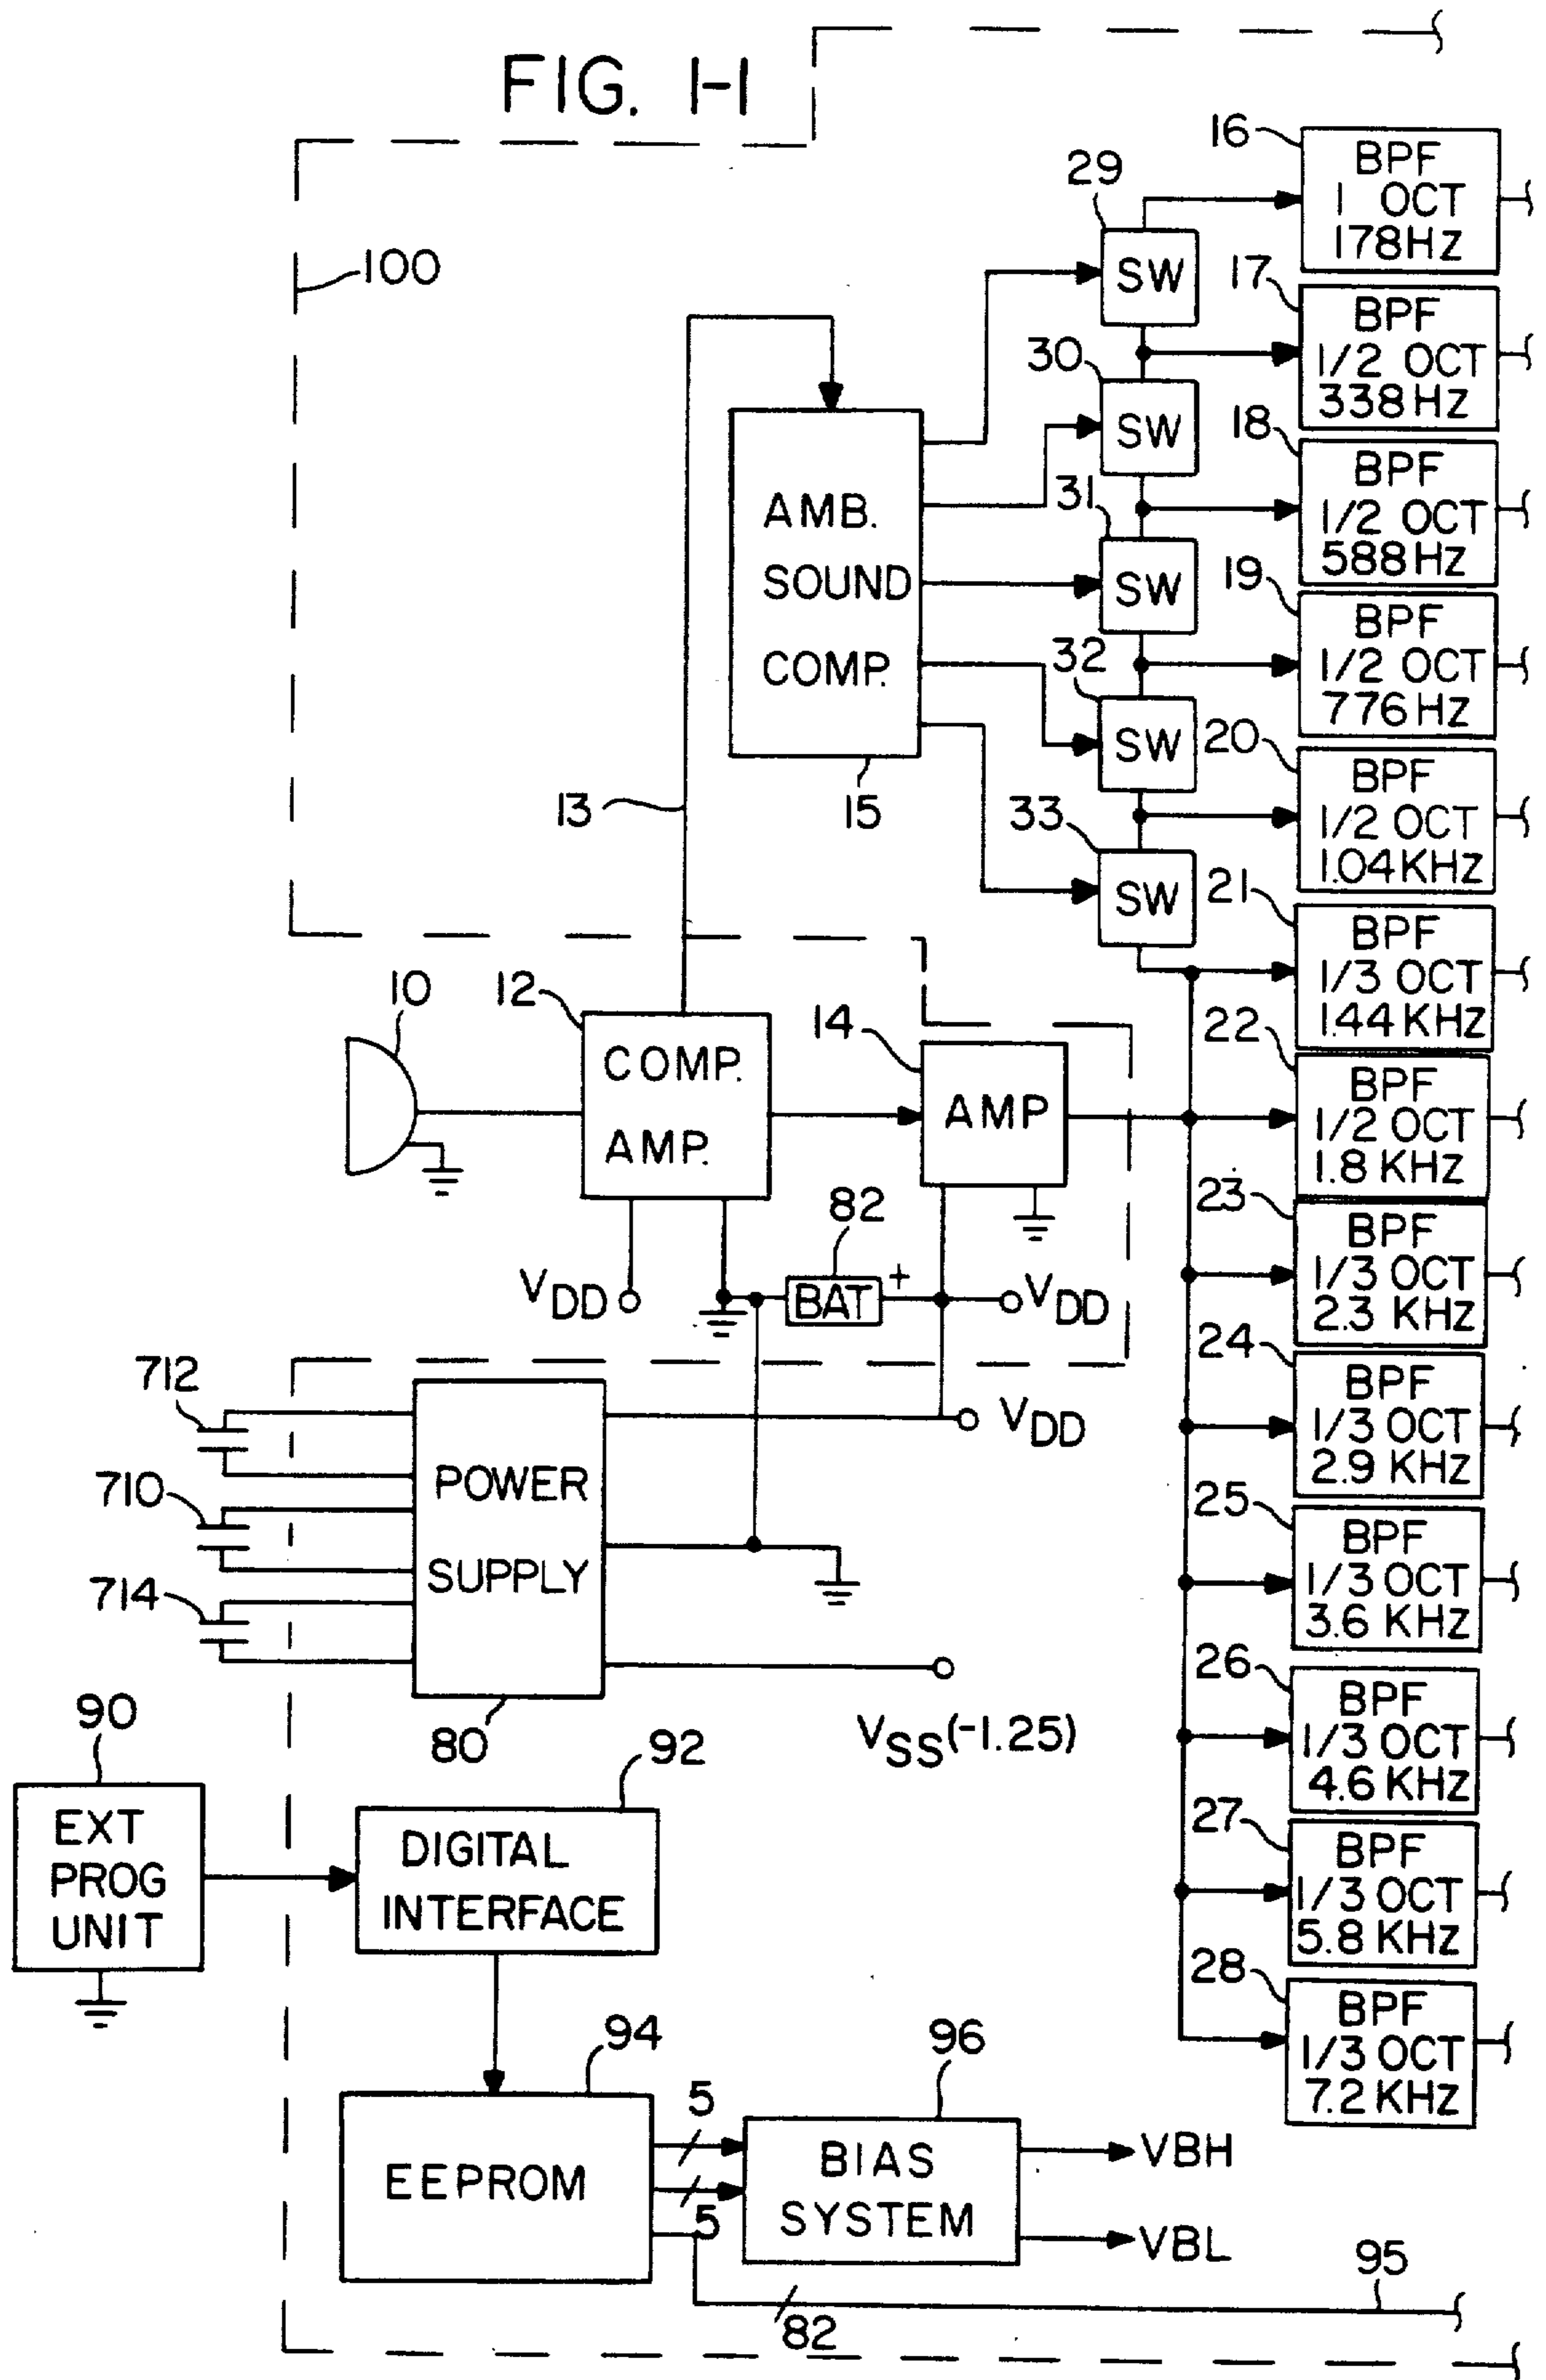 FIG. 1-1
100
16
BPF
1 OCT
178HZ
29
SW
17
BPF
1/2 OCT
338HZ
30
SW
18
BPF
1/2 OCT
588HZ
31
SW
AMB.
SOUND
COMP.
15
13
19
BPF
1/2 OCT
776HZ
32
SW
20
BPF
1/2 OCT
1.04KHZ
33
SW
21
BPF
1/3 OCT
1.44 KHZ
10
12
COMP.
AMP.
14
AMP
22
BPF
1/2 OCT
1.8 KHZ
VDD
82
BAT
+
VDD
23
BPF
1/3 OCT
2.3 KHZ
24
BPF
1/3 OCT
2.9 KHZ
712
710
714
POWER
SUPPLY
80
VDD
VSS(-1.25)
25
BPF
1/3 OCT
3.6 KHZ
26
BPF
1/3 OCT
4.6 KHZ
90
EXT
PROG
UNIT
92
DIGITAL
INTERFACE
27
BPF
1/3 OCT
5.8 KHZ
28
BPF
1/3 OCT
7.2 KHZ
94
EEPROM
5
5
96
BIAS
SYSTEM
VBH
VBL
82
95